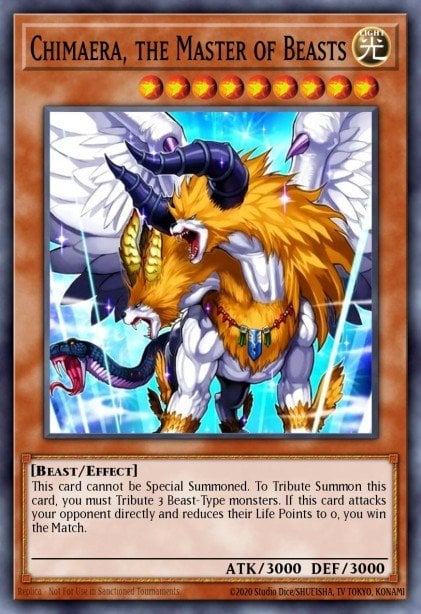 Chimaera, the Master of Beasts
LIGHT
光
[Beast/Effect]
This card cannot be Special Summoned. To Tribute Summon this
card, you must Tribute 3 Beast-Type monsters. If this card attacks
your opponent directly and reduces their Life Points to 0, you win
the Match.
ATK/3000 DEF/3000
Replica - Not For Use in Sanctioned Tournaments
©2020 Studio Dice/SHUEISHA, TV TOKYO, KONAMI